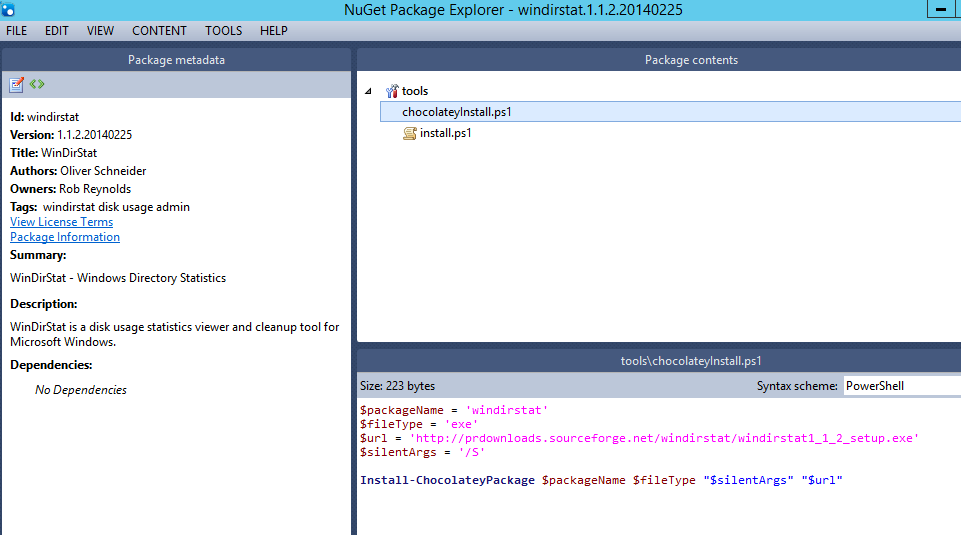 NuGet Package Explorer - windirstat.1.1.2.20140225
FILE EDIT VIEW CONTENT TOOLS HELP
Package metadata
Id: windirstat
Version: 1.1.2.20140225
Title: WinDirStat
Authors: Oliver Schneider
Owners: Rob Reynolds
Tags: windirstat disk usage admin
View License Terms
Package Information
Summary:
WinDirStat - Windows Directory Statistics
Description:
WinDirStat is a disk usage statistics viewer and cleanup tool for
Microsoft Windows.
Dependencies:
No Dependencies
Package contents
tools
chocolateyInstall.ps1
install.ps1
tools\chocolateyInstall.ps1
Size: 223 bytes Syntax scheme: PowerShell
$packageName = 'windirstat'
$fileType = 'exe'
$url = 'http://prdownloads.sourceforge.net/windirstat/windirstat1_1_2_setup.exe'
$silentArgs = '/S'
Install-ChocolateyPackage $packageName $fileType "$silentArgs" "$url"